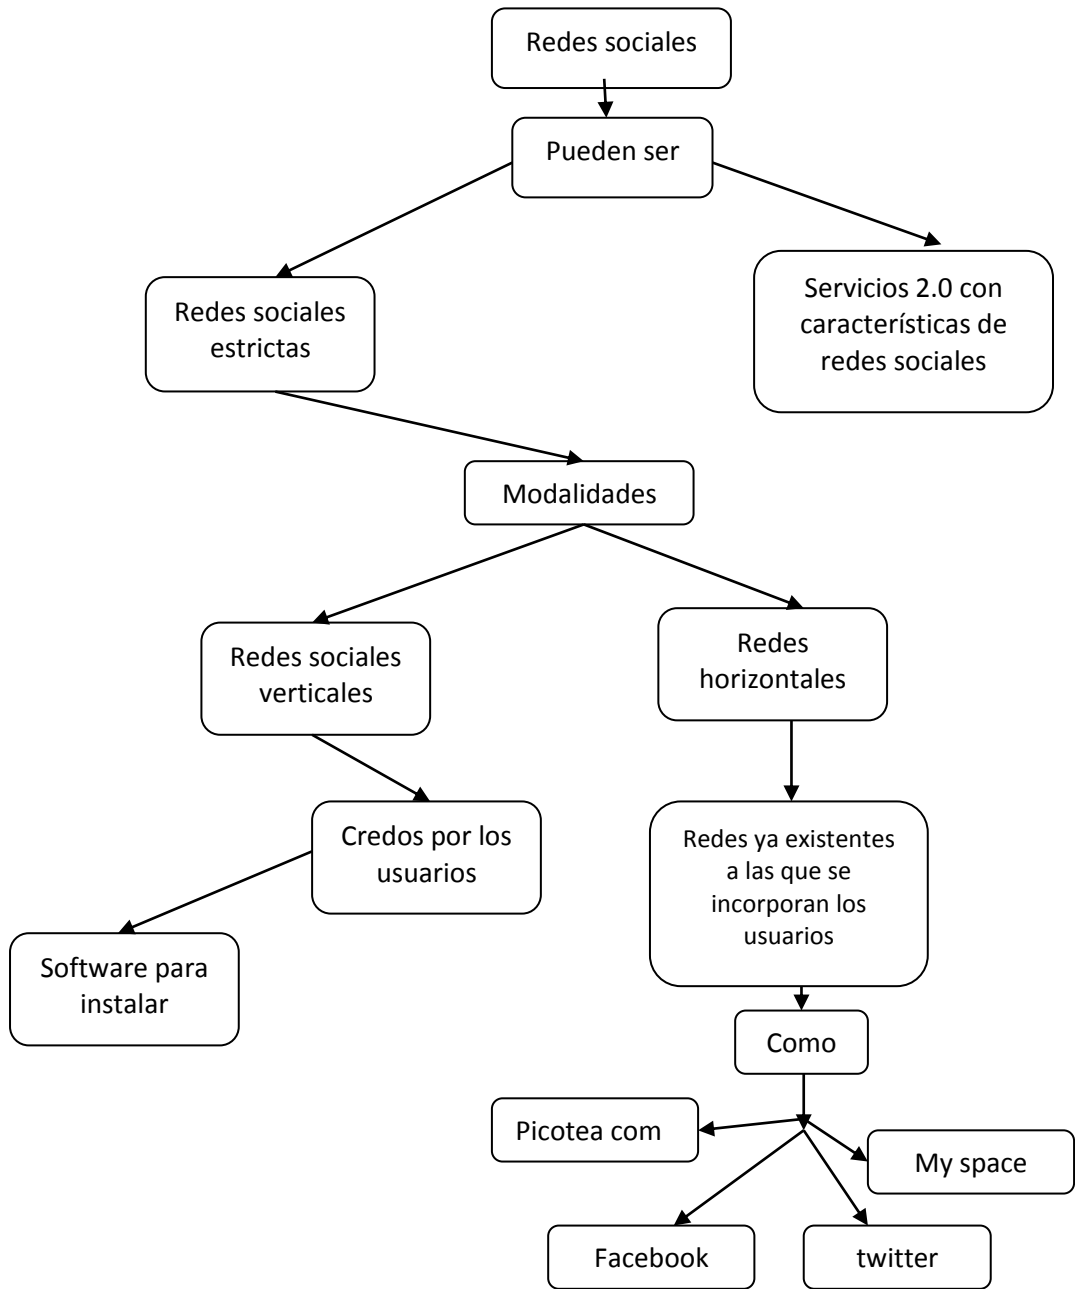 Redes sociales
Pueden ser
Redes sociales
estrictas
Servicios 2.0 con
características de
redes sociales
Modalidades
Redes sociales
verticales
Redes
horizontales
Credos por los
usuarios
Redes ya existentes
a las que se
incorporan los
usuarios
Software para
instalar
Como
Picotea com
My space
Facebook
twitter